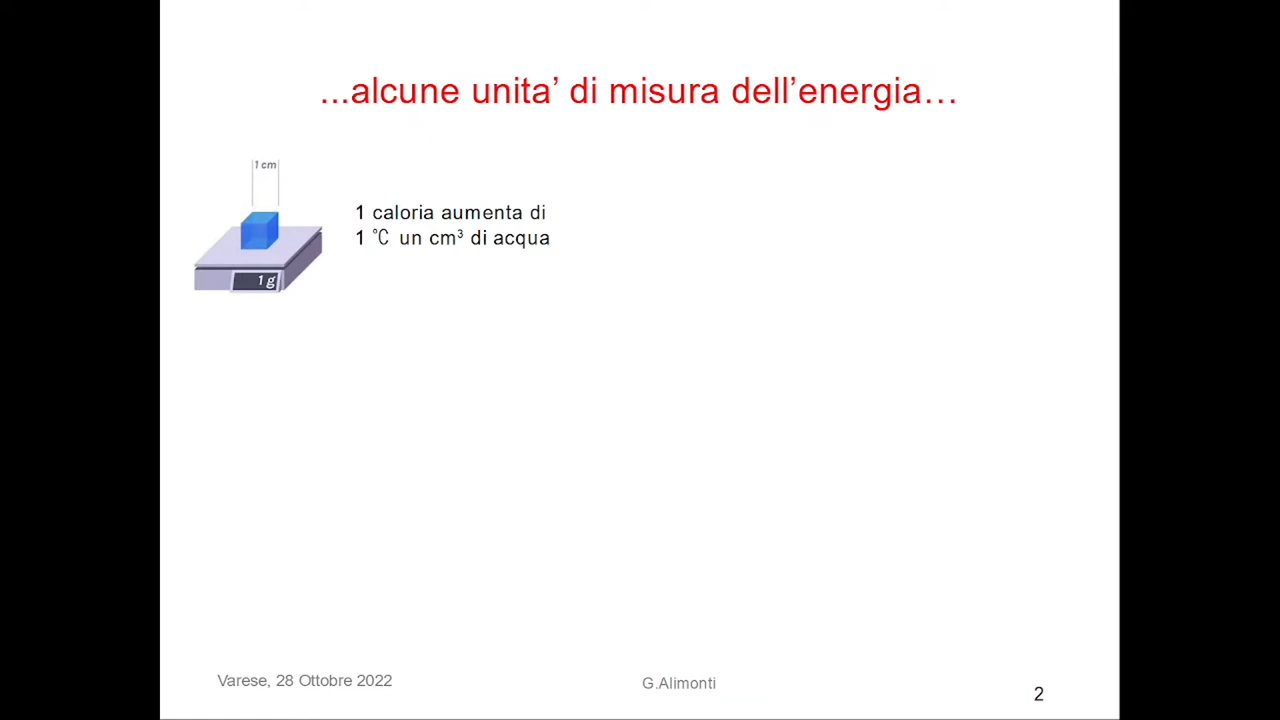 ...alcune unita’ di misura dell’energia…
1 cm
1 caloria aumenta di
1 ℃ un cm³ di acqua
1 g
Varese, 28 Ottobre 2022
G.Alimonti
2